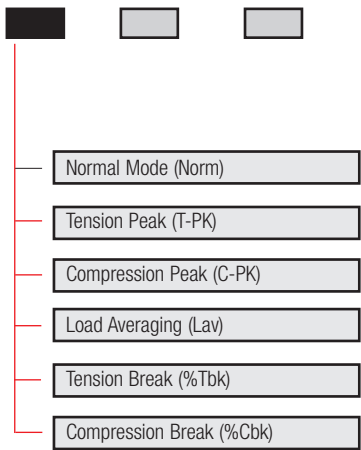 Normal Mode (Norm)
Tension Peak (T-PK)
Compression Peak (C-PK)
Load Averaging (Lav)
Tension Break (%Tbk)
Compression Break (%Cbk)